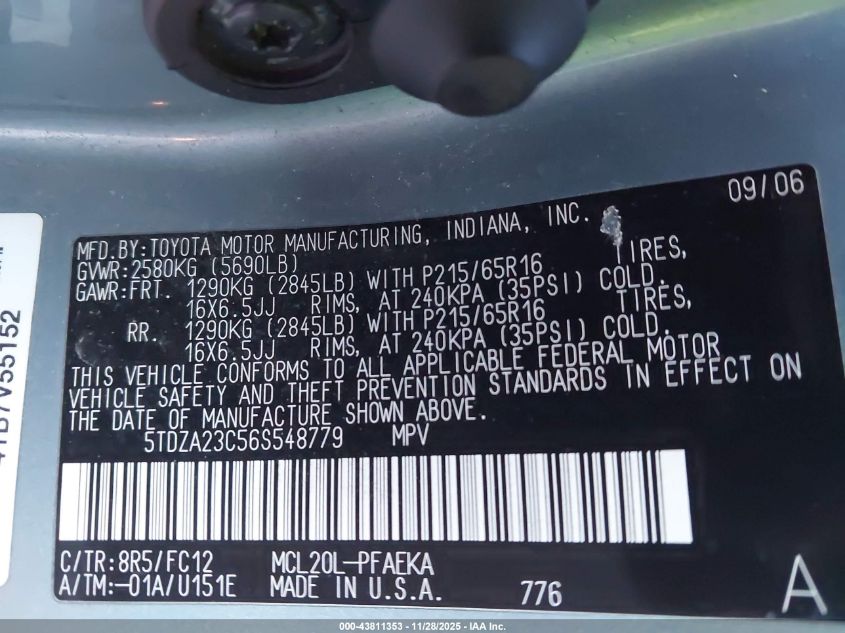 09/06
MFD.BY:TOYOTA MOTOR MANUFACTURING, INDIANA, INC.
GVWR:2580KG (5690LB)
GAWR:FRT. 1290KG (2845LB) WITH P215/65R16 TIRES,
16X6.5JJ RIMS, AT 240KPA (35PSI) COLD.
RR. 1290KG (2845LB) WITH P215/65R16 TIRES,
16X6.5JJ RIMS, AT 240KPA (35PSI) COLD.
THIS VEHICLE CONFORMS TO ALL APPLICABLE FEDERAL MOTOR
VEHICLE SAFETY AND THEFT PREVENTION STANDARDS IN EFFECT ON
THE DATE OF MANUFACTURE SHOWN ABOVE.
5TDZA23C56S548779 MPV
C/TR:8R5/FC12 MCL20L-PFAEKA
A/TM:-01A/U151E MADE IN U.S.A. 776 A
000-43811353 - 11/28/2025 - IAA Inc.